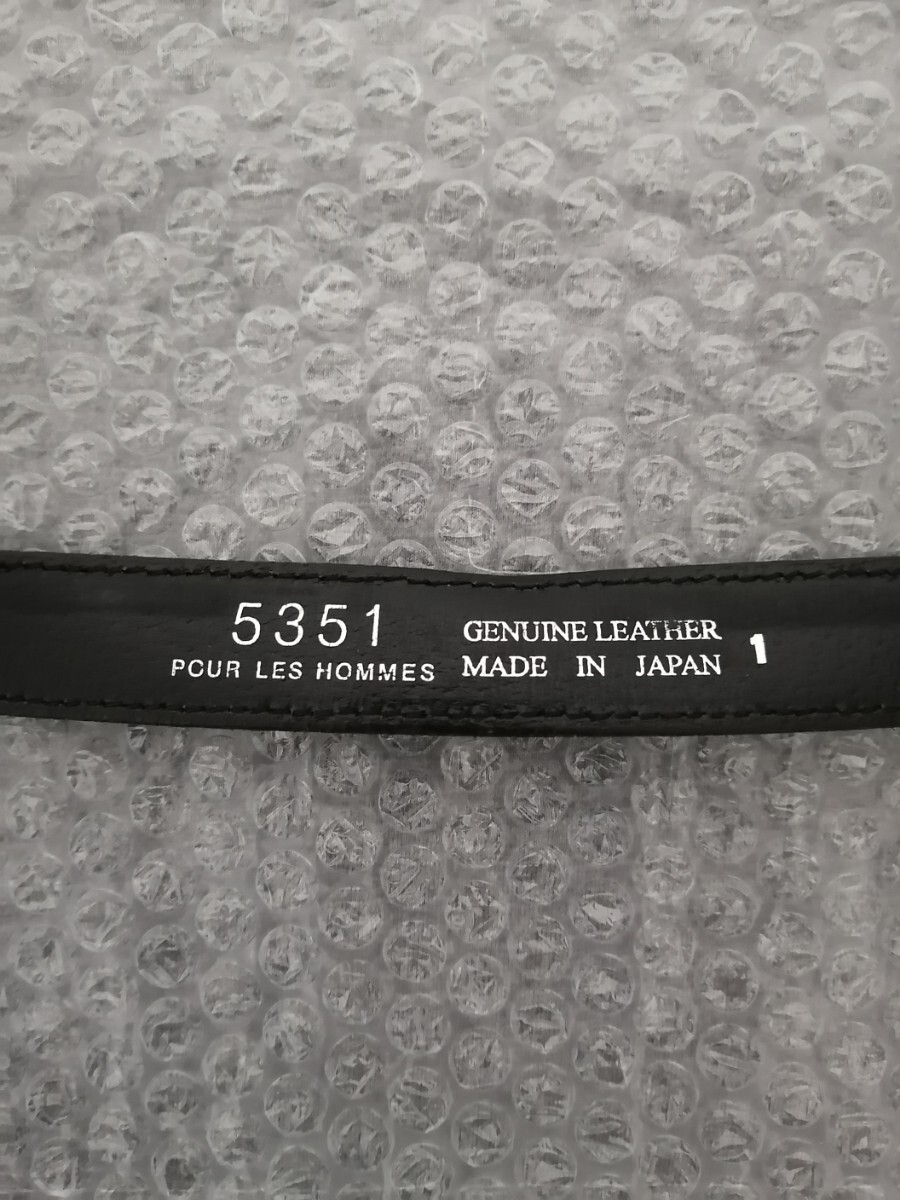 5351
POUR LES HOMMES
GENUINE LEATHER
MADE IN JAPAN
1